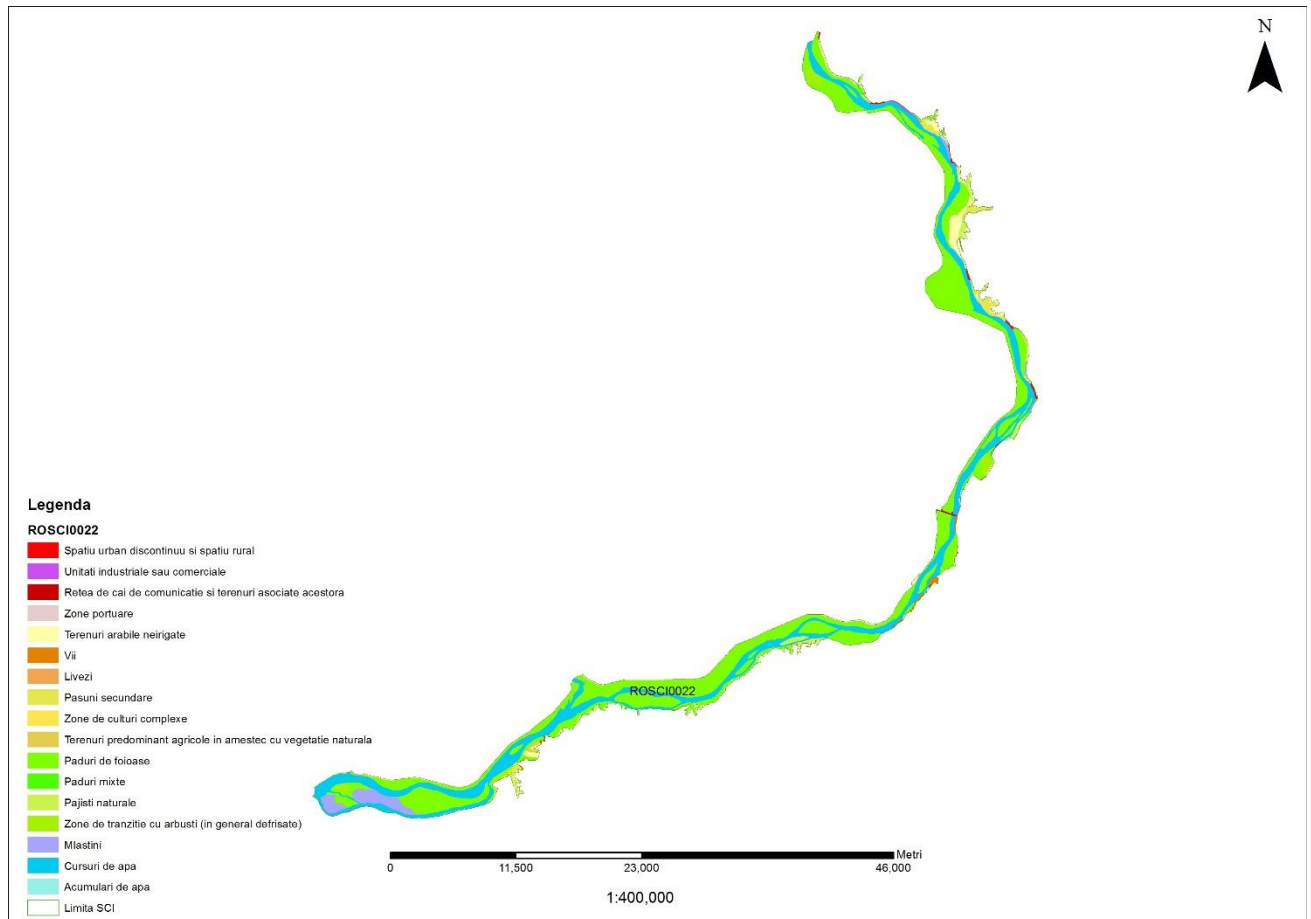 N
ROSCI0022
Legenda
ROSCI0022
Spatiu urban discontinuu si spatiu rural
Unitati industriale sau comerciale
Retea de cai de comunicatie si terenuri asociate acestora
Zone portuare
Terenuri arabile neirigate
Vii
Livezi
Pasuni secundare
Zone de culturi complexe
Terenuri predominant agricole in amestec cu vegetatie naturala
Paduri de foioase
Paduri mixte
Pajisti naturale
Zone de tranzitie cu arbusti (in general defrisate)
Mlastini
Cursuri de apa
Acumulari de apa
Limita SCI
Metri
0 11,500 23,000 46,000
1:400,000